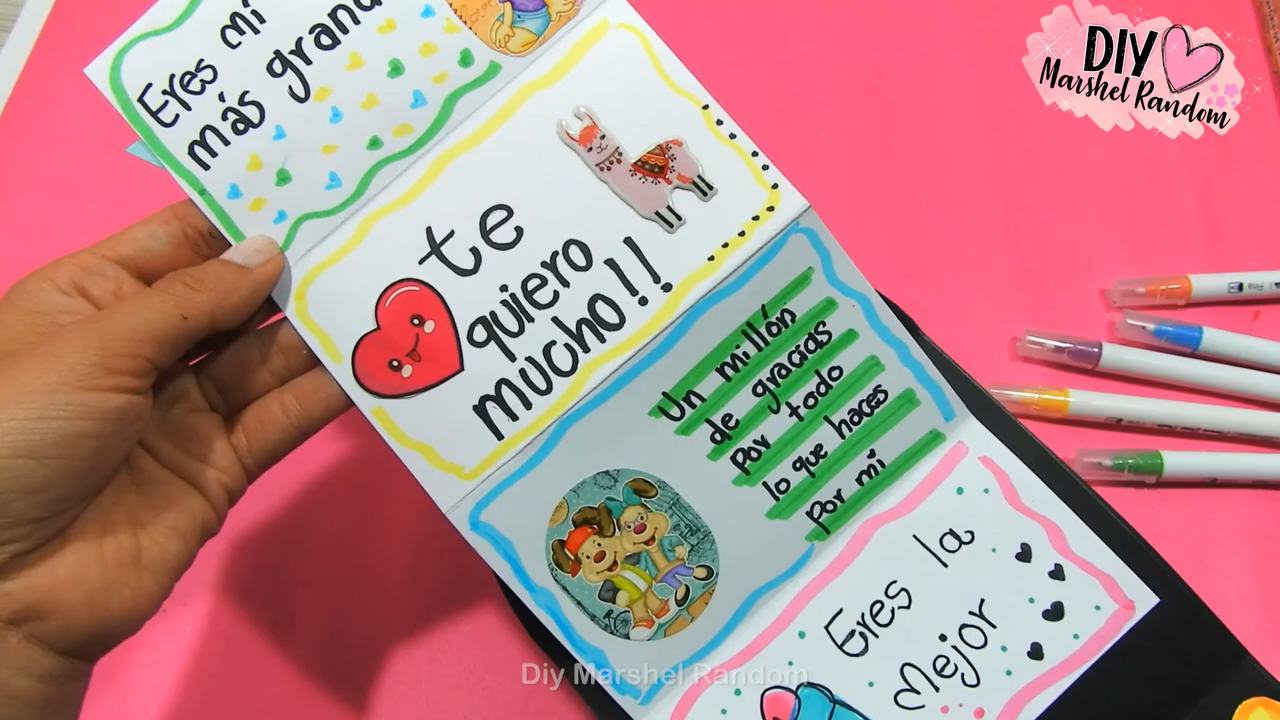 Eres mi
más grand
te
quiero
mucho!!
Un millón
de gracias
Por todo
lo que haces
Por mi
Eres la
Mejor
DIY
Marshel Random
Diy Marshel Random